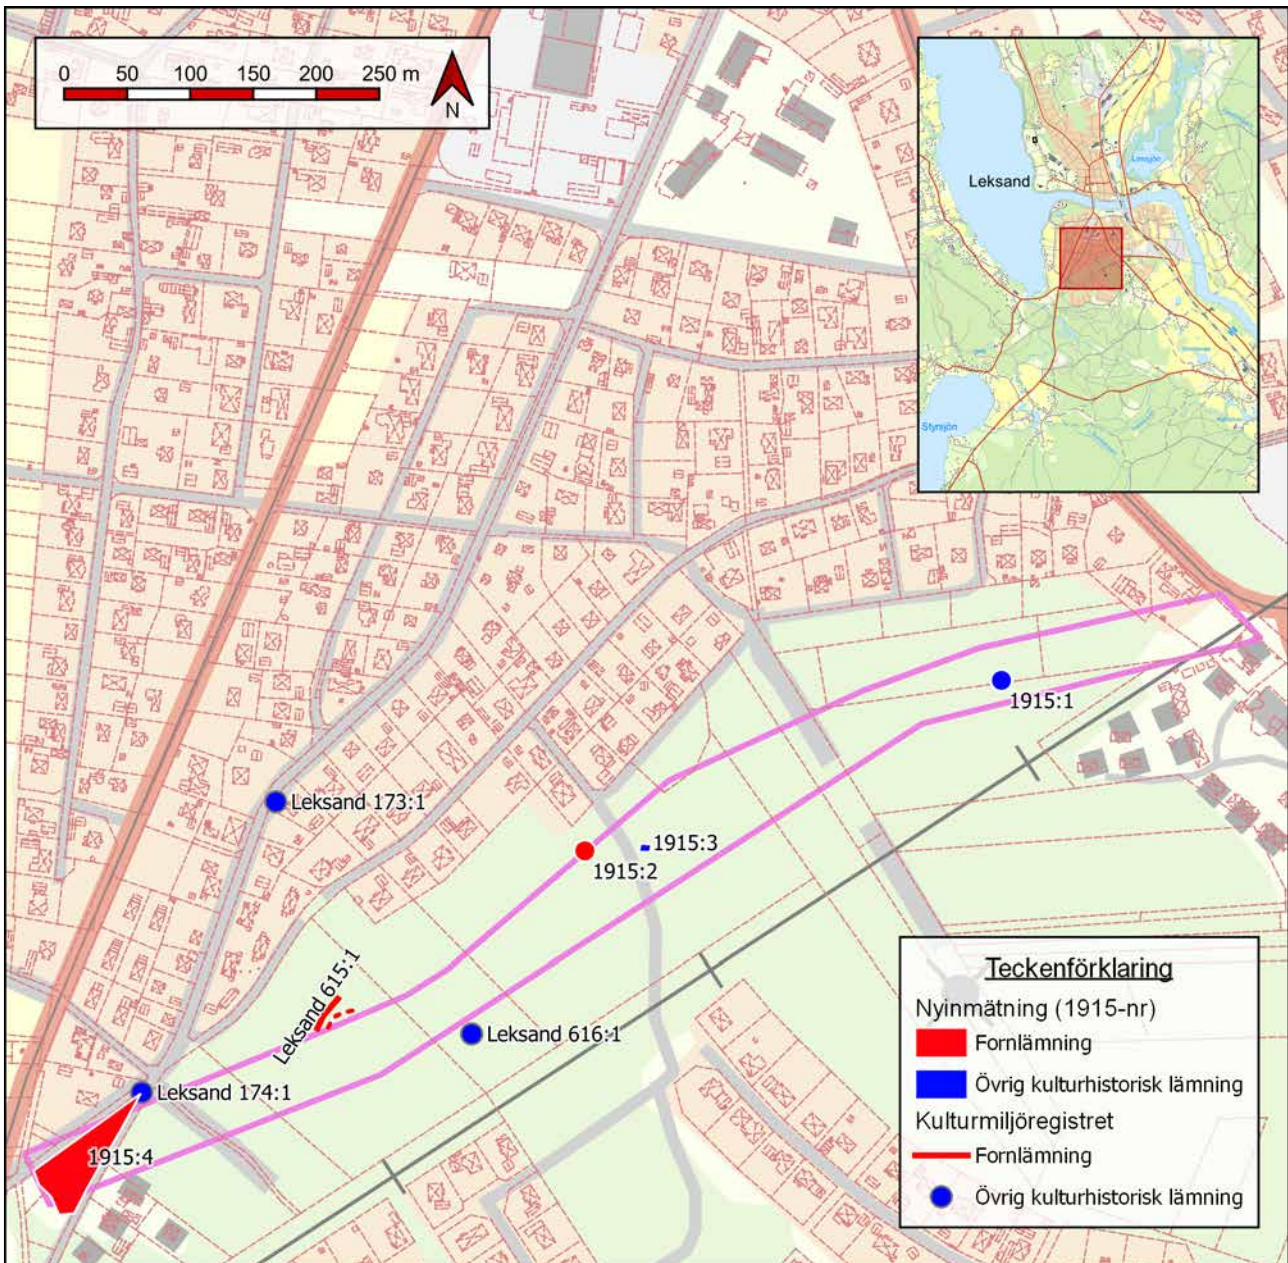 0 50 100 150 200 250 m
N
Leksand
Limsjön
Styrsjön
1915:1
Leksand 173:1
1915:3
1915:2
Leksand 615:1
Leksand 616:1
Leksand 174:1
1915:4
Teckenförklaring
Nyinmätning (1915-nr)
Fornlämning
Övrig kulturhistorisk lämning
Kulturmiljöregistret
Fornlämning
Övrig kulturhistorisk lämning